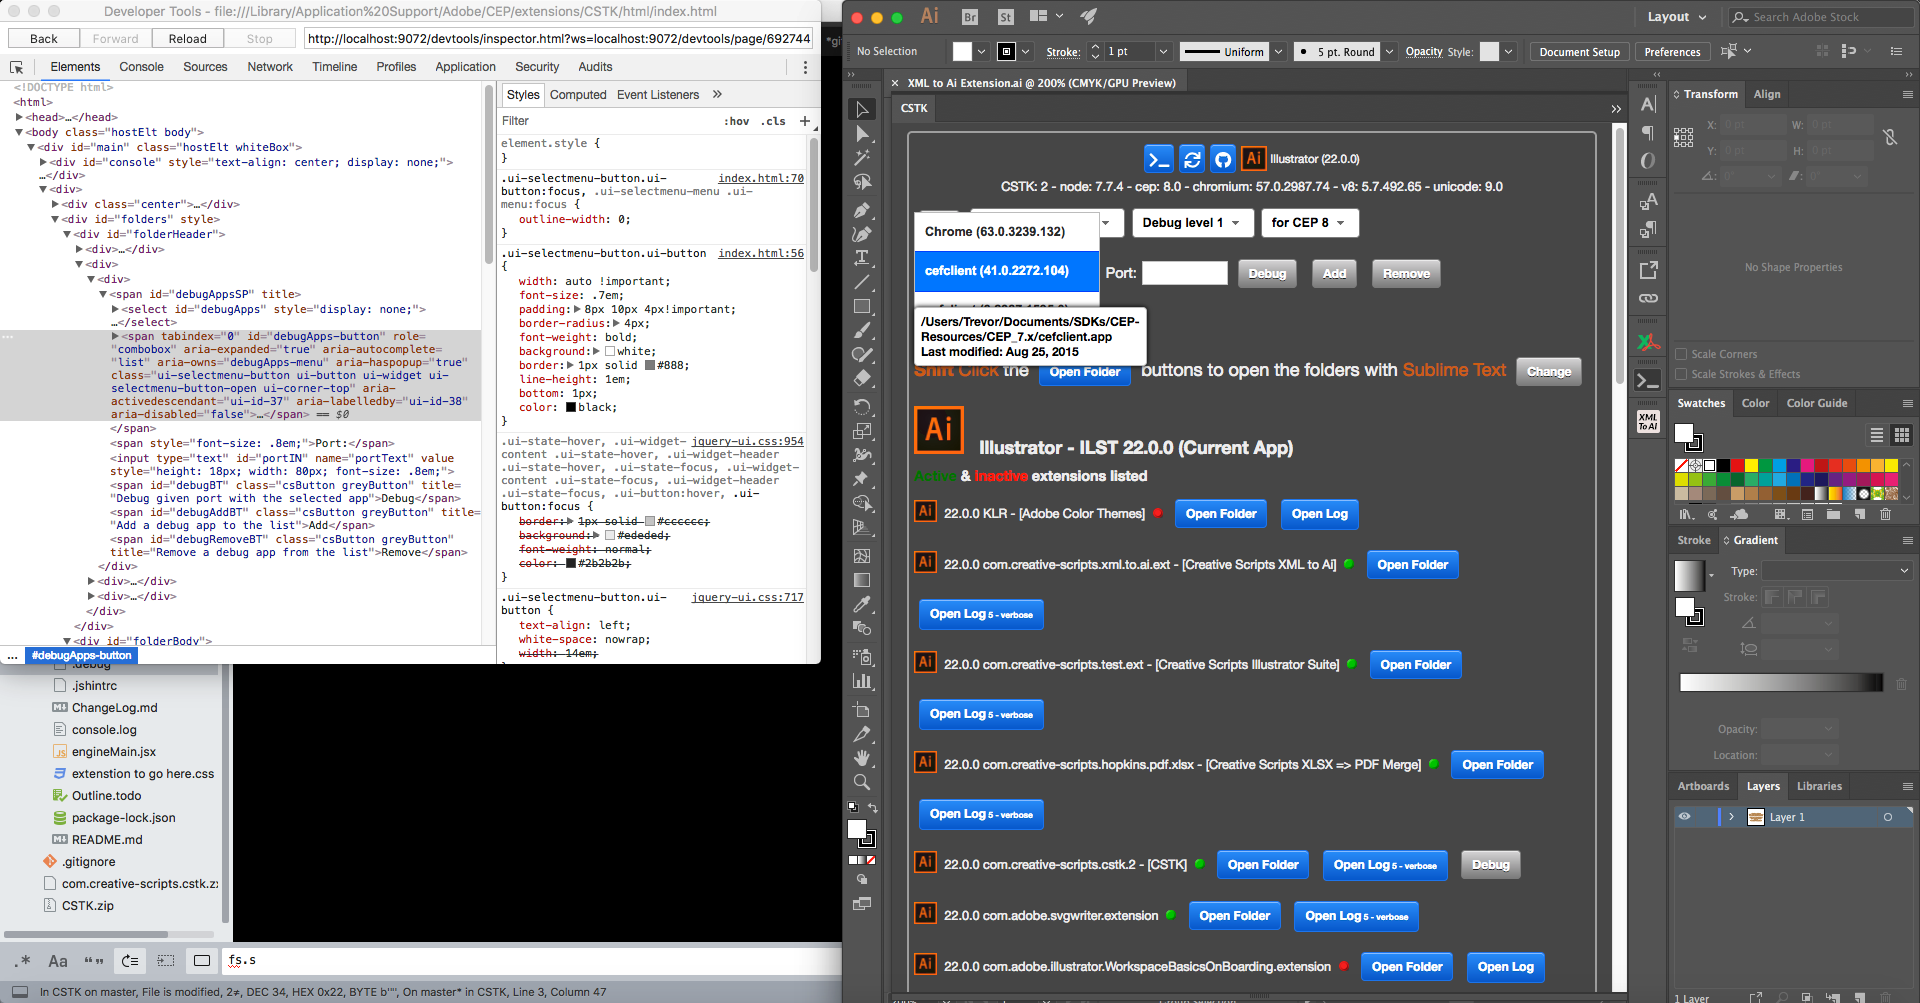 Developer Tools - file:///Library/Application%20Support/Adobe/CEP/extensions/CSTK/html/index.html
Back
Forward
Reload
Stop
http://localhost:9072/devtools/inspector.html?ws=localhost:9072/devtools/page/692744
Elements
Console
Sources
Network
Timeline
Profiles
Application
Security
Audits
<!DOCTYPE html>
<html>
<head>…</head>
<body class="hostElt body">
<div id="main" class="hostElt whiteBox">
<div id="console" style="text-align: center; display: none;">
…</div>
<div>
<div class="center">…</div>
<div id="folders" style>
<div id="folderHeader">
<div>…</div>
<div>
<div>
<span id="debugAppsSP" title>
<select id="debugApps" style="display: none;">
…</select>
<span tabindex="0" id="debugApps-button" role=
"combobox" aria-expanded="true" aria-autocomplete=
"list" aria-owns="debugApps-menu" aria-haspopup="true"
class="ui-selectmenu-button ui-button ui-widget ui-
selectmenu-button-open ui-corner-top" aria-
activedescendant="ui-id-37" aria-labelledby="ui-id-38"
aria-disabled="false">…</span> == $0
</span>
<span style="font-size: .8em;">Port:</span>
<input type="text" id="portIN" name="portText" value
style="height: 18px; width: 80px; font-size: .8em;">
<span id="debugBT" class="csButton greyButton" title=
"Debug given port with the selected app">Debug</span>
<span id="debugAddBT" class="csButton greyButton" title=
"Add a debug app to the list">Add</span>
<span id="debugRemoveBT" class="csButton greyButton"
title="Remove a debug app from the list">Remove</span>
</div>
<div>…</div>
<div>…</div>
</div>
</div>
<div id="folderBody">
... #debugApps-button
Styles
Computed
Event Listeners
Filter
:hov .cls +
element.style {
}
.ui-selectmenu-button.ui- index.html:70
button:focus, .ui-selectmenu-menu .ui-
menu:focus {
outline-width: 0;
}
.ui-selectmenu-button.ui-button index.html:56
{
width: auto !important;
font-size: .7em;
padding: 8px 10px 4px!important;
border-radius: 4px;
font-weight: bold;
background: white;
border: 1px solid #888;
line-height: 1em;
bottom: 1px;
color: black;
}
.ui-state-hover, .ui-widget- jquery-ui.css:954
content .ui-state-hover, .ui-widget-header
.ui-state-hover, .ui-state-focus, .ui-widget-
content .ui-state-focus, .ui-widget-header
.ui-state-focus, .ui-button:hover, .ui-
button:focus {
border: 1px solid #cccccc;
background: #ededed;
font-weight: normal;
color: #2b2b2b;
}
.ui-selectmenu-button.ui- jquery-ui.css:717
button {
text-align: left;
white-space: nowrap;
width: 14em;
.debug
.jshintrc
ChangeLog.md
console.log
engineMain.jsx
extenstion to go here.css
Outline.todo
package-lock.json
README.md
.gitignore
com.creative-scripts.cstk.z
CSTK.zip
.* Aa “”
fs.s
In CSTK on master, File is modified, 2≠, DEC 34, HEX 0x22, BYTE b'"', On master* in CSTK, Line 3, Column 47
Ai
Br
St
Layout
Search Adobe Stock
No Selection
Stroke:
1 pt
Uniform
5 pt. Round
Opacity
Style:
Document Setup
Preferences
× XML to Ai Extension.ai @ 200% (CMYK/GPU Preview)
CSTK
Ai Illustrator (22.0.0)
CSTK: 2 - node: 7.7.4 - cep: 8.0 - chromium: 57.0.2987.74 - v8: 5.7.492.65 - unicode: 9.0
Debug level 1
for CEP 8
Chrome (63.0.3239.132)
cefclient (41.0.2272.104)
Port:
Debug
Add
Remove
/Users/Trevor/Documents/SDKs/CEP-
Resources/CEP_7.x/cefclient.app
Last modified: Aug 25, 2015
Shift Click the Open Folder buttons to open the folders with Sublime Text Change
Ai Illustrator - ILST 22.0.0 (Current App)
Active & Inactive extensions listed
Ai 22.0.0 KLR - [Adobe Color Themes] Open Folder Open Log
Ai 22.0.0 com.creative-scripts.xml.to.ai.ext - [Creative Scripts XML to Ai] Open Folder
Open Log 5 - verbose
Ai 22.0.0 com.creative-scripts.test.ext - [Creative Scripts Illustrator Suite] Open Folder
Open Log 5 - verbose
Ai 22.0.0 com.creative-scripts.hopkins.pdf.xlsx - [Creative Scripts XLSX => PDF Merge] Open Folder
Open Log 5 - verbose
Ai 22.0.0 com.creative-scripts.cstk.2 - [CSTK] Open Folder Open Log 5 - verbose Debug
Ai 22.0.0 com.adobe.svgwriter.extension Open Folder Open Log 5 - verbose
Ai 22.0.0 com.adobe.illustrator.WorkspaceBasicsOnBoarding.extension Open Folder Open Log
XML
To Ai
Transform
Align
X: 0 pt
W: 0 pt
Y: 0 pt
H: 0 pt
No Shape Properties
Scale Corners
Scale Strokes & Effects
Swatches
Color
Color Guide
Stroke
Gradient
Type:
Stroke:
Opacity:
Location:
Artboards
Layers
Libraries
Layer 1
1 Layer